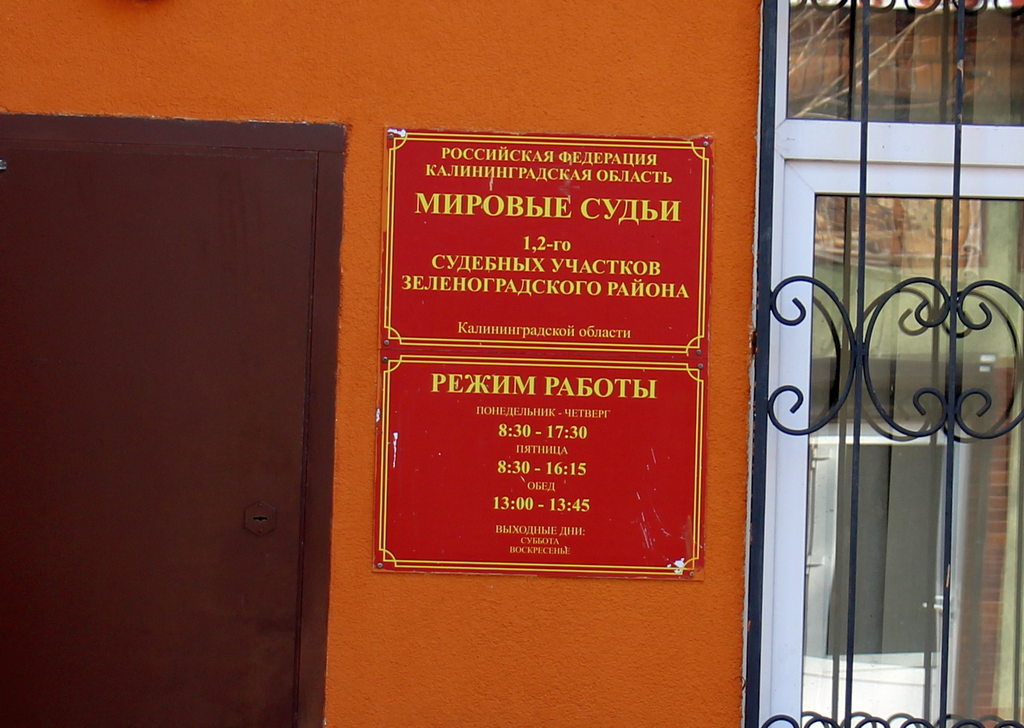 РОССИЙСКАЯ ФЕДЕРАЦИЯ
КАЛИНИНГРАДСКАЯ ОБЛАСТЬ
МИРОВЫЕ СУДЬИ
1,2-го
СУДЕБНЫХ УЧАСТКОВ
ЗЕЛЕНОГРАДСКОГО РАЙОНА
Калининградской области
РЕЖИМ РАБОТЫ
ПОНЕДЕЛЬНИК - ЧЕТВЕРГ
8:30 - 17:30
ПЯТНИЦА
8:30 - 16:15
ОБЕД
13:00 - 13:45
ВЫХОДНЫЕ ДНИ:
СУББОТА
ВОСКРЕСЕНЬЕ